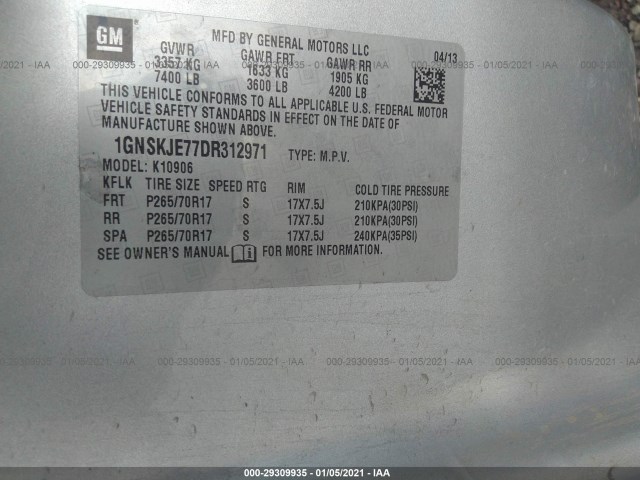 GM
MFD BY GENERAL MOTORS LLC
04/13
GVWR GAWR FRT GAWR RR
3357 KG 1633 KG 1905 KG
7400 LB 3600 LB 4200 LB
THIS VEHICLE CONFORMS TO ALL APPLICABLE U.S. FEDERAL MOTOR
VEHICLE SAFETY STANDARDS IN EFFECT ON THE DATE OF
MANUFACTURE SHOWN ABOVE.
1GNSKJE77DR312971 TYPE: M.P.V.
MODEL: K10906
KFLK TIRE SIZE SPEED RTG RIM COLD TIRE PRESSURE
FRT P265/70R17 S 17X7.5J 210KPA(30PSI)
RR P265/70R17 S 17X7.5J 210KPA(30PSI)
SPA P265/70R17 S 17X7.5J 240KPA(35PSI)
SEE OWNER'S MANUAL FOR MORE INFORMATION.
000-29309935 - 01/05/2021 - IAA